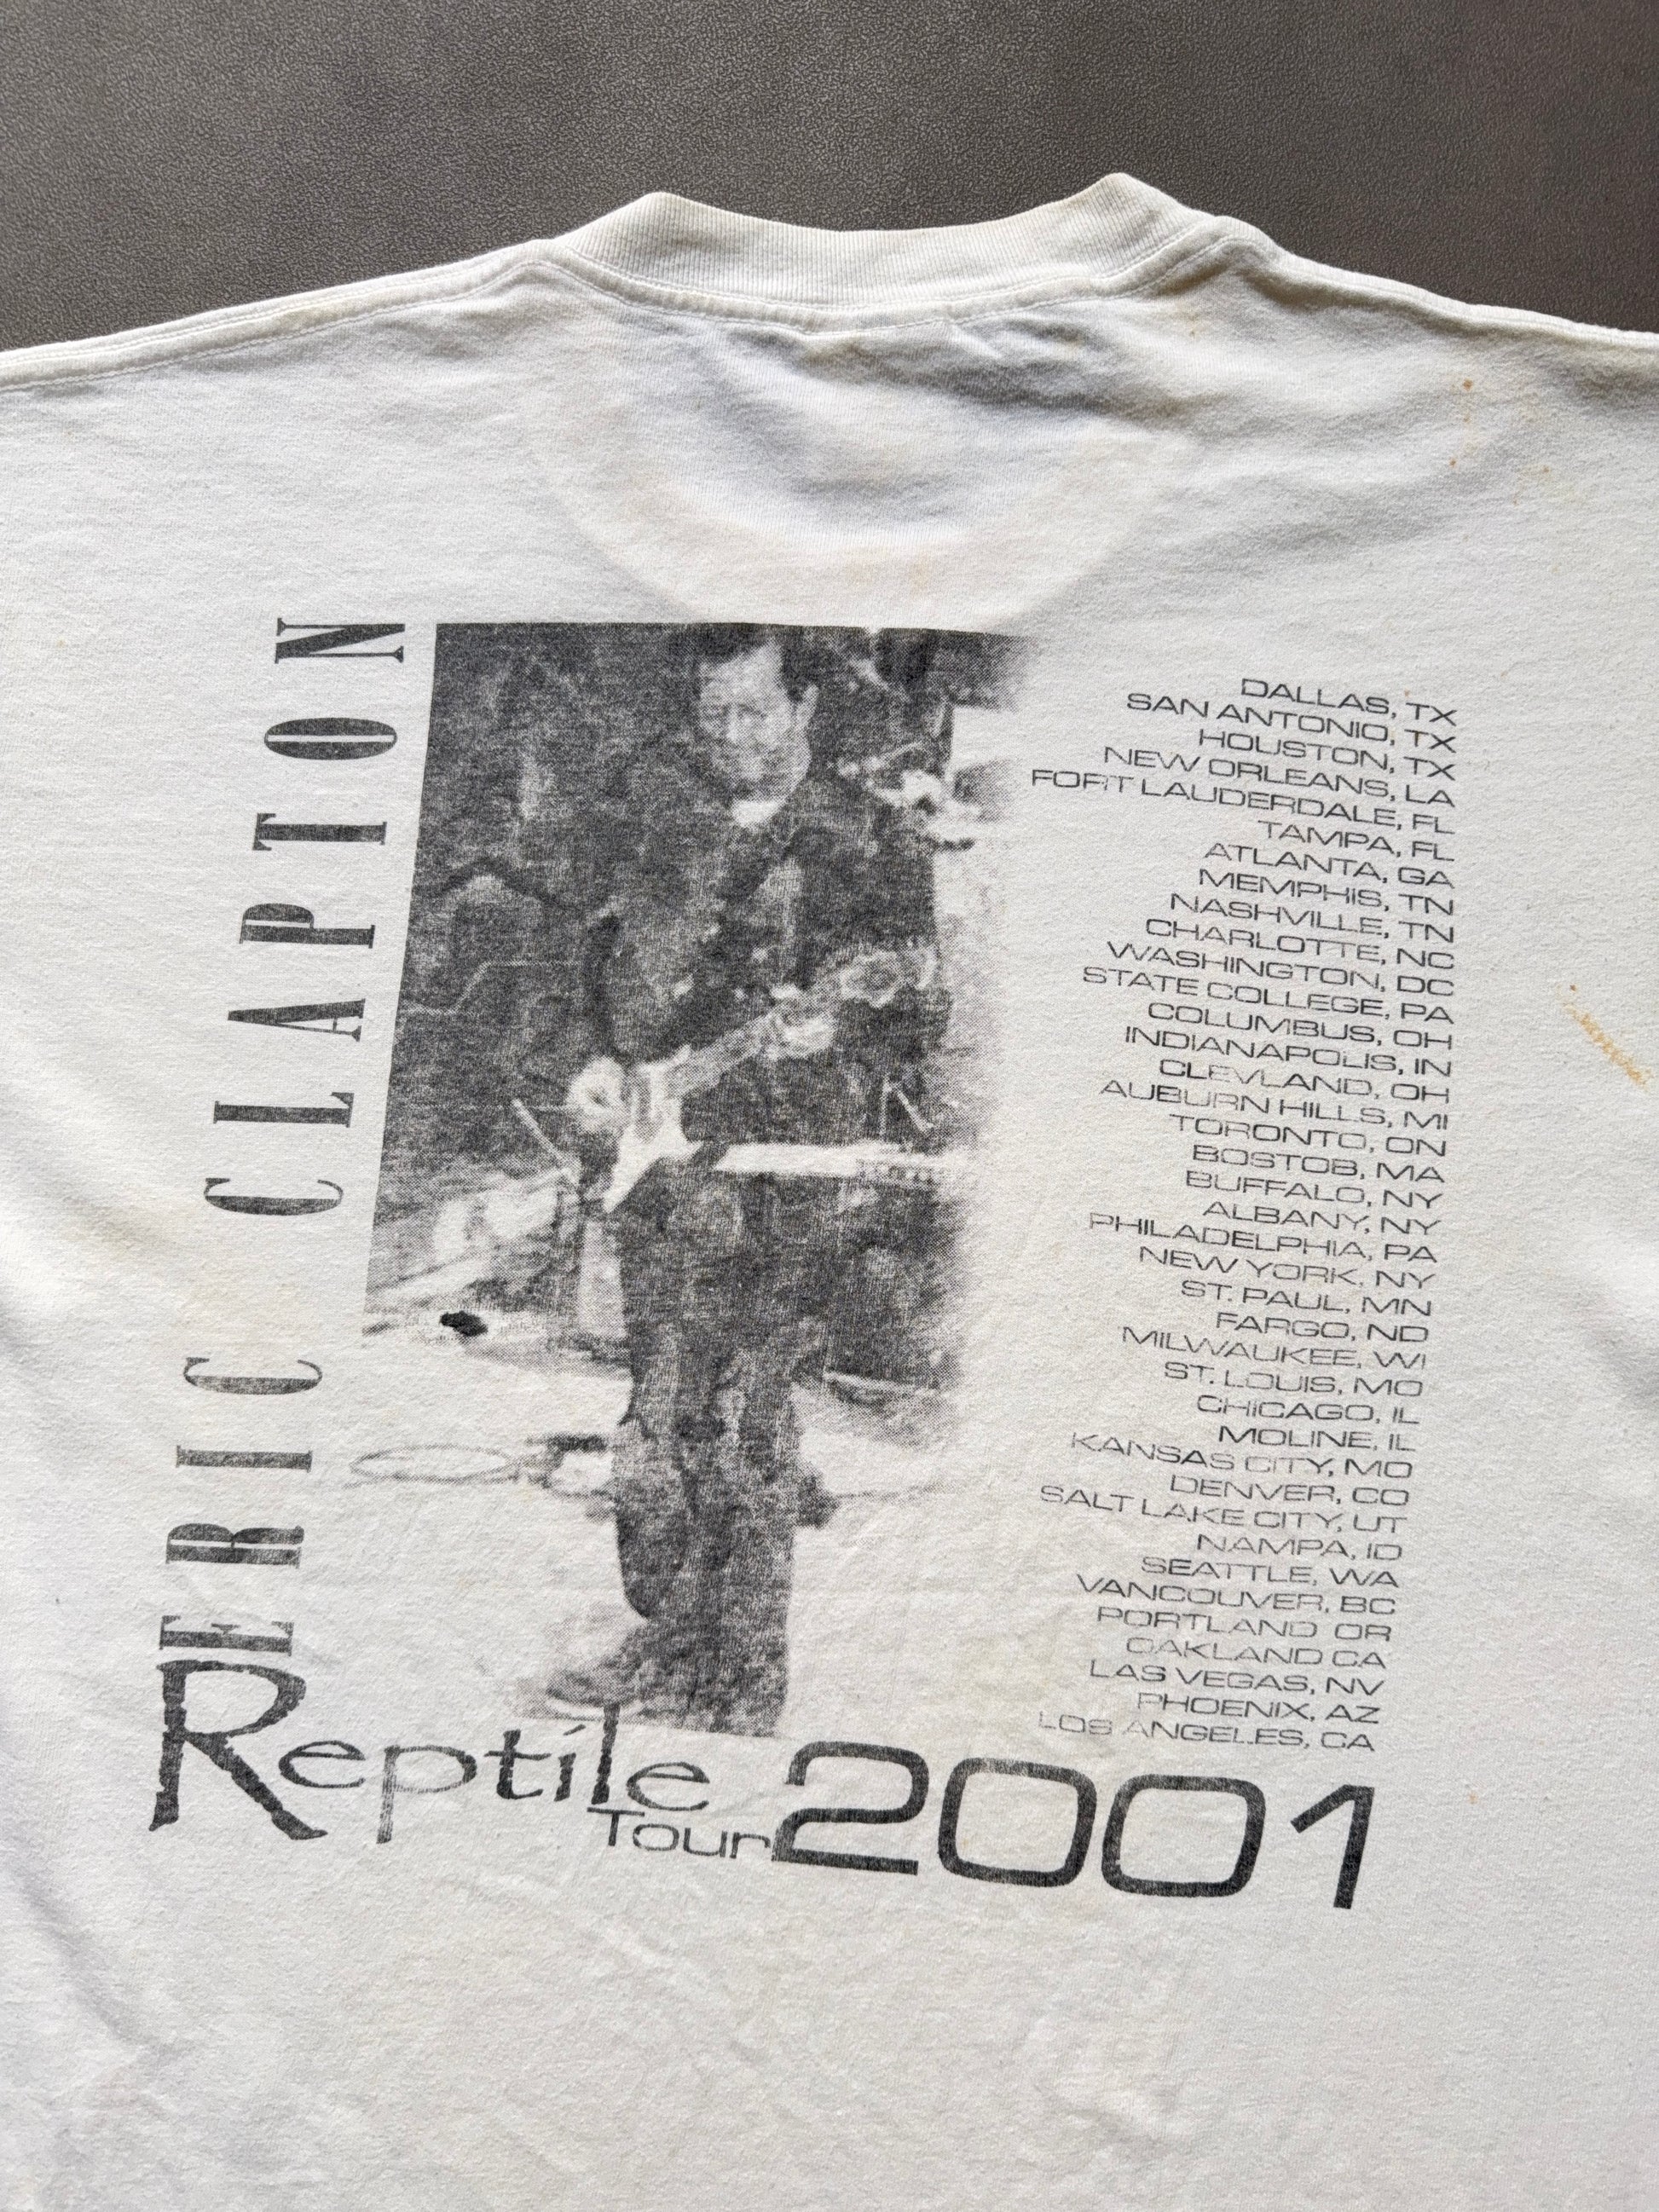 ERIC CLAPTON
DALLAS, TX
SAN ANTONIO, TX
HOUSTON, TX
NEW ORLEANS, LA
FORT LAUDERDALE, FL
TAMPA, FL
ATLANTA, GA
MEMPHIS, TN
NASHVILLE, TN
CHARLOTTE, NC
WASHINGTON, DC
STATE COLLEGE, PA
COLUMBUS, OH
INDIANAPOLIS, IN
CLEVLAND, OH
AUBURN HILLS, MI
TORONTO, ON
BOSTOB, MA
BUFFALO, NY
ALBANY, NY
PHILADELPHIA, PA
NEW YORK, NY
ST. PAUL, MN
FARGO, ND
MILWAUKEE, WI
ST. LOUIS, MO
CHICAGO, IL
MOLINE, IL
KANSAS CITY, MO
DENVER, CO
SALT LAKE CITY, UT
NAMPA, ID
SEATTLE, WA
VANCOUVER, BC
PORTLAND OR
OAKLAND CA
LAS VEGAS, NV
PHOENIX, AZ
LOS ANGELES, CA
Reptile
Tour 2001